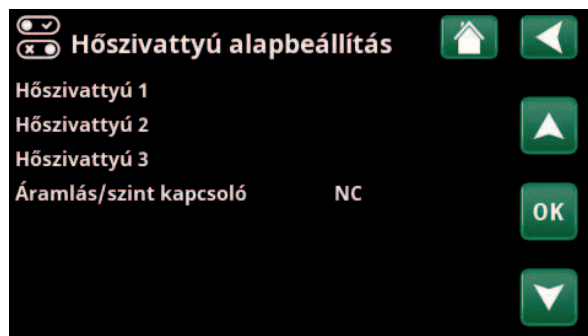 Hőszivattyú alapbeállítás
Hőszivattyú 1
Hőszivattyú 2
Hőszivattyú 3
Áramlás/szint kapcsoló NC
OK